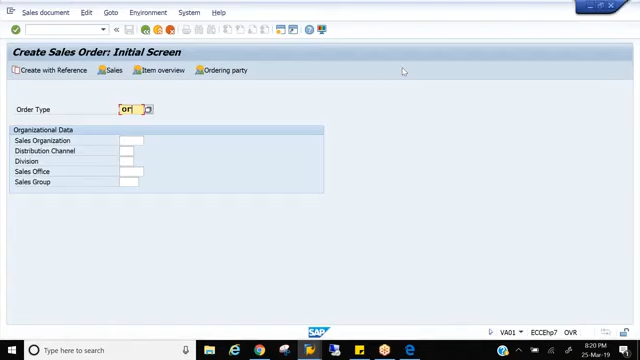 Sales document Edit Goto Environment System Help
Create Sales Order: Initial Screen
Create with Reference Sales Item overview Ordering party
Order Type or
Organizational Data
Sales Organization
Distribution Channel
Division
Sales Office
Sales Group
SAP
VA01 ECCEhp7 OVR
Type here to search
8:20 PM
25-Mar-19